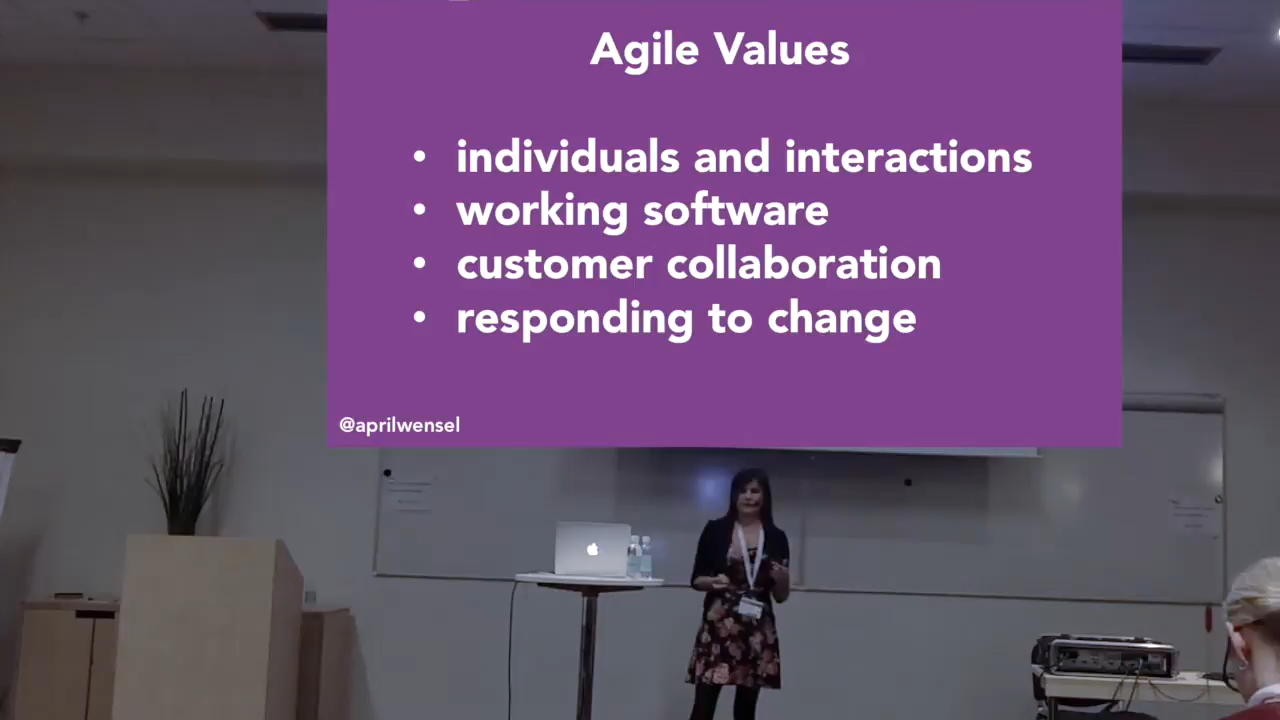 Agile Values
• individuals and interactions
• working software
• customer collaboration
• responding to change
@aprilwensel